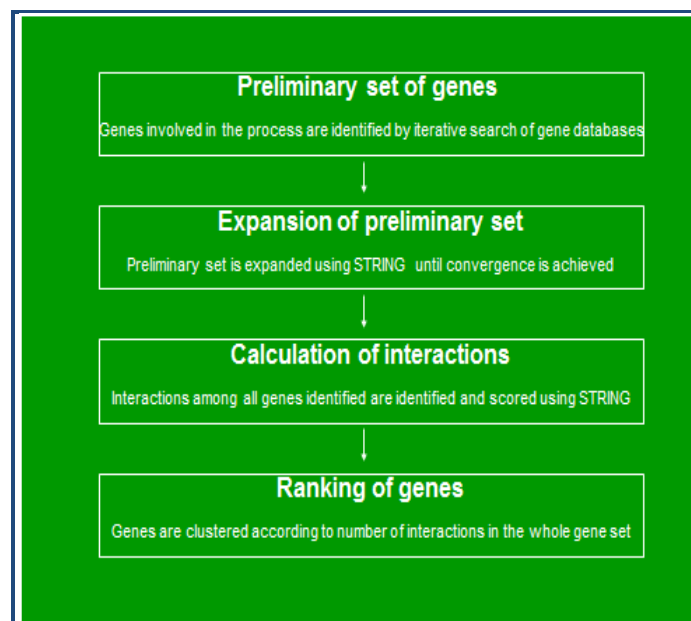 Preliminary set of genes
Genes involved in the process are identified by iterative search of gene databases
Expansion of preliminary set
Preliminary set is expanded using STRING until convergence is achieved
Calculation of interactions
Interactions among all genes identified are identified and scored using STRING
Ranking of genes
Genes are clustered according to number of interactions in the whole gene set